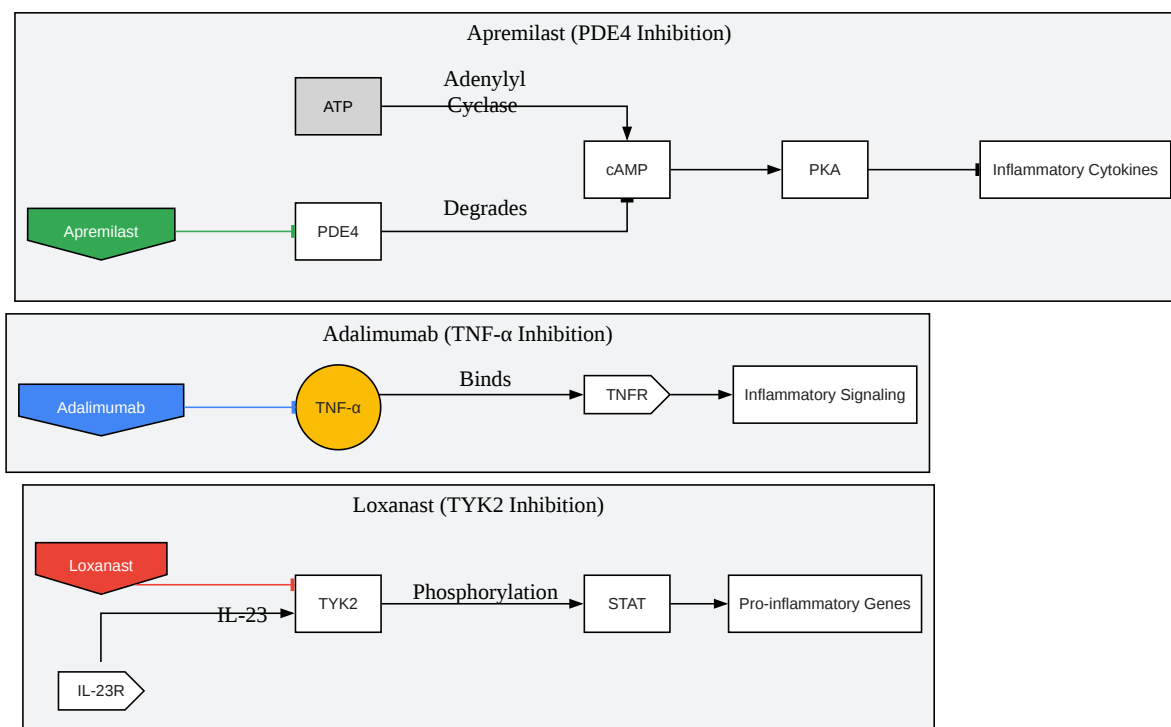 Apremilast (PDE4 Inhibition)
ATP
Adenylyl
Cyclase
cAMP
PKA
Inflammatory Cytokines
Apremilast
PDE4
Degrades
Adalimumab (TNF-α Inhibition)
Adalimumab
TNF-α
Binds
TNFR
Inflammatory Signaling
Loxanast (TYK2 Inhibition)
Loxanast
IL-23
TYK2
Phosphorylation
STAT
Pro-inflammatory Genes
IL-23R